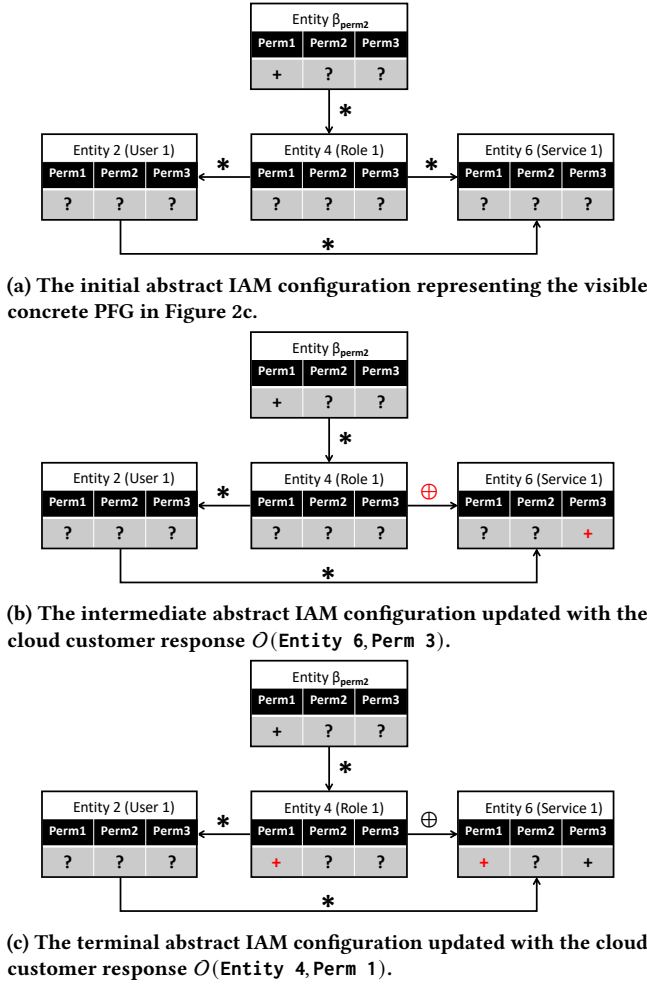 Entity βperm2
Perm1 Perm2 Perm3
+ ? ?
*
Entity 2 (User 1) * Entity 4 (Role 1) * Entity 6 (Service 1)
Perm1 Perm2 Perm3 Perm1 Perm2 Perm3 Perm1 Perm2 Perm3
? ? ? ? ? ? ? ? ?
*
(a) The initial abstract IAM configuration representing the visible
concrete PFG in Figure 2c.
Entity βperm2
Perm1 Perm2 Perm3
+ ? ?
*
Entity 2 (User 1) * Entity 4 (Role 1) ⊕ Entity 6 (Service 1)
Perm1 Perm2 Perm3 Perm1 Perm2 Perm3 Perm1 Perm2 Perm3
? ? ? ? ? ? ? ? +
*
(b) The intermediate abstract IAM configuration updated with the
cloud customer response O(Entity 6, Perm 3).
Entity βperm2
Perm1 Perm2 Perm3
+ ? ?
*
Entity 2 (User 1) * Entity 4 (Role 1) ⊕ Entity 6 (Service 1)
Perm1 Perm2 Perm3 Perm1 Perm2 Perm3 Perm1 Perm2 Perm3
? ? ? + ? ? + ? +
*
(c) The terminal abstract IAM configuration updated with the cloud
customer response O(Entity 4, Perm 1).